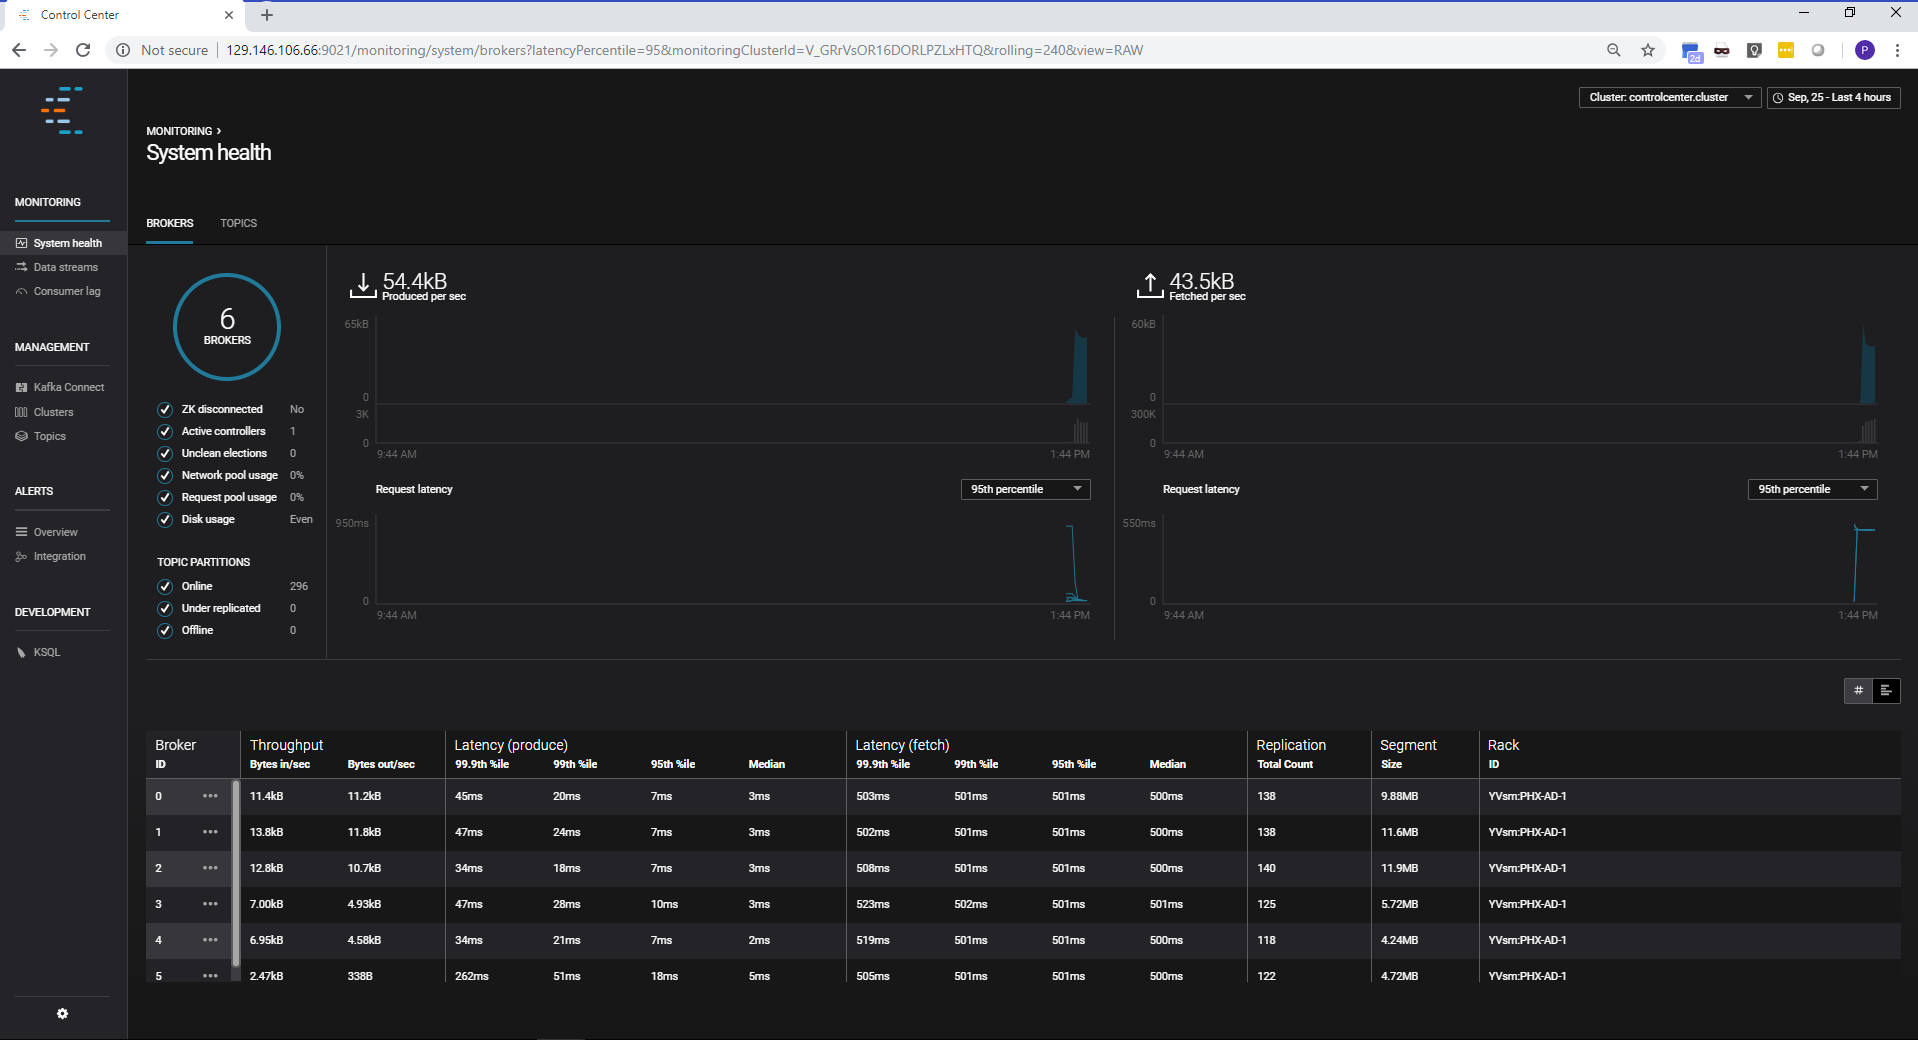 Control Center
Not secure 129.146.106.66:9021/monitoring/system/brokers?latencyPercentile=95&monitoringClusterId=V_GRrVsOR16DORLPZLxHTQ&rolling=240&view=RAW
2d
P
Cluster: controlcenter.cluster
Sep, 25 - Last 4 hours
MONITORING ›
System health
MONITORING
System health
Data streams
Consumer lag
MANAGEMENT
Kafka Connect
Clusters
Topics
ALERTS
Overview
Integration
DEVELOPMENT
KSQL
BROKERS TOPICS
6
BROKERS
ZK disconnected No
Active controllers 1
Unclean elections 0
Network pool usage 0%
Request pool usage 0%
Disk usage Even
TOPIC PARTITIONS
Online 296
Under replicated 0
Offline 0
54.4kB
Produced per sec
65kB
0
3K
0
9:44 AM 1:44 PM
Request latency 95th percentile
950ms
0
9:44 AM 1:44 PM
43.5kB
Fetched per sec
60kB
0
300K
0
9:44 AM 1:44 PM
Request latency 95th percentile
550ms
0
9:44 AM 1:44 PM
#
Broker Throughput Latency (produce) Latency (fetch) Replication Segment Rack
ID Bytes in/sec Bytes out/sec 99.9th %ile 99th %ile 95th %ile Median 99.9th %ile 99th %ile 95th %ile Median Total Count Size ID
0 ••• 11.4kB 11.2kB 45ms 20ms 7ms 3ms 503ms 501ms 501ms 500ms 138 9.88MB YVsm:PHX-AD-1
1 ••• 13.8kB 11.8kB 47ms 24ms 7ms 3ms 502ms 501ms 501ms 500ms 138 11.6MB YVsm:PHX-AD-1
2 ••• 12.8kB 10.7kB 34ms 18ms 7ms 3ms 508ms 501ms 501ms 500ms 140 11.9MB YVsm:PHX-AD-1
3 ••• 7.00kB 4.93kB 47ms 28ms 10ms 3ms 523ms 502ms 501ms 501ms 125 5.72MB YVsm:PHX-AD-1
4 ••• 6.95kB 4.58kB 34ms 21ms 7ms 2ms 519ms 501ms 501ms 500ms 118 4.24MB YVsm:PHX-AD-1
5 ••• 2.47kB 338B 262ms 51ms 18ms 5ms 505ms 501ms 501ms 500ms 122 4.72MB YVsm:PHX-AD-1